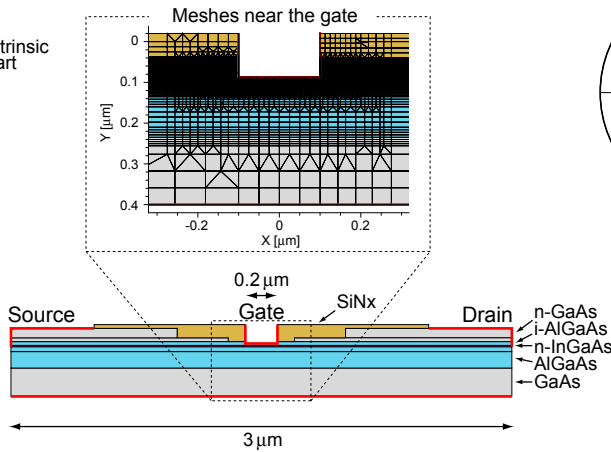 Meshes near the gate
trinsic
art
0
0.1
0.2
0.3
0.4
Y [μm]
-0.2
0
0.2
X [μm]
0.2 μm
Gate
SiNx
Source
Drain
n-GaAs
i-AlGaAs
n-InGaAs
AlGaAs
GaAs
3 μm